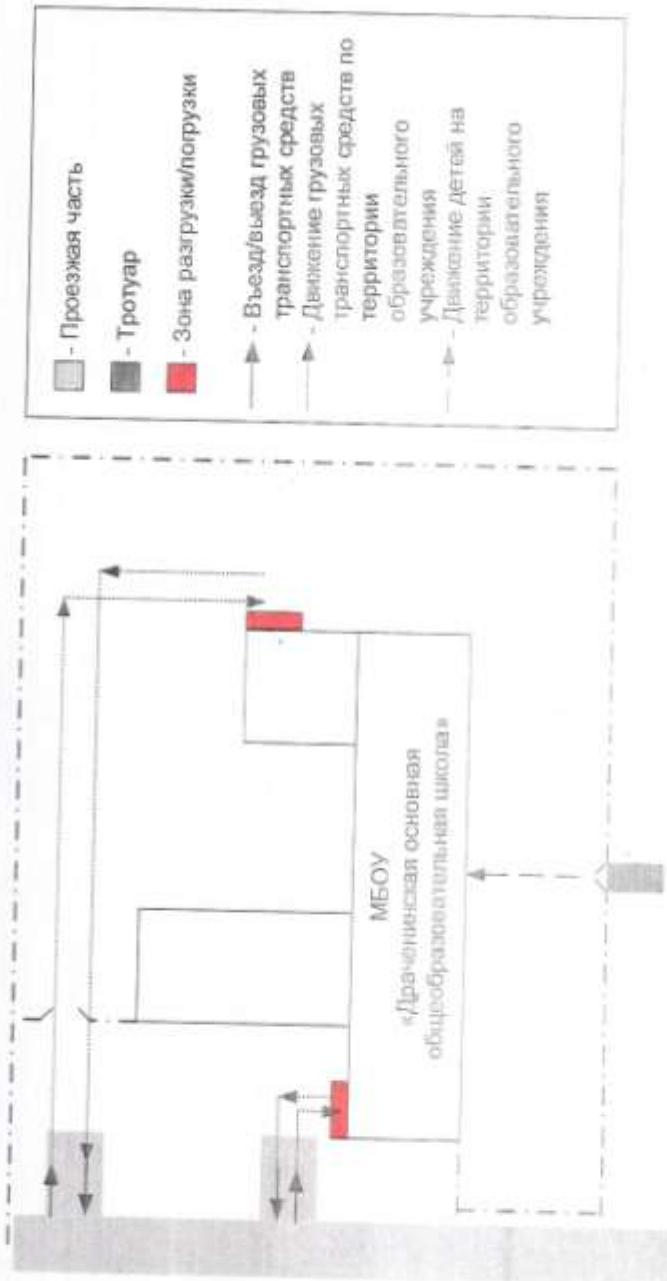 - Проезжая часть
- Тротуар
- Зона разгрузки/погрузки
- Въезд/выезд грузовых
транспортных средств
- Движение грузовых
транспортных средств по
территории
образовательного
учреждения
- Движение детей на
территории
образовательного
учреждения
МБОУ
«Драченинская основная
общеобразовательная школа»